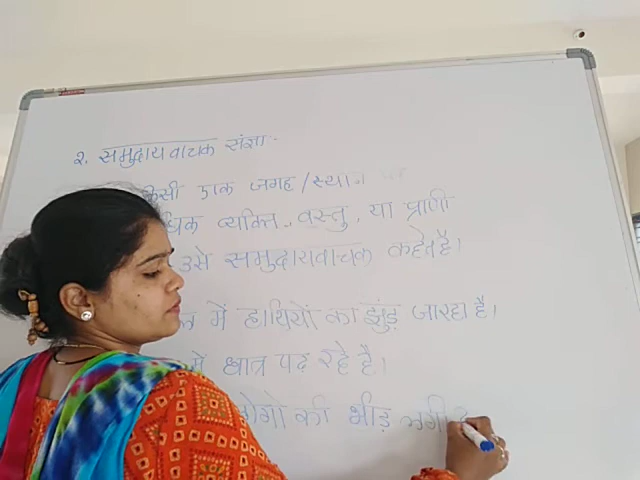 २. समुदायवाचक संज्ञा :-
किसी एक जगह/स्थान
व्यक्ति, वस्तु, या प्राणी
उसे समुदायवाचक कहते है।
में हाथियों का झुंड़ जारहा है।
में छात्र पढ़ रहे है।
लोगो की भीड़ लगी